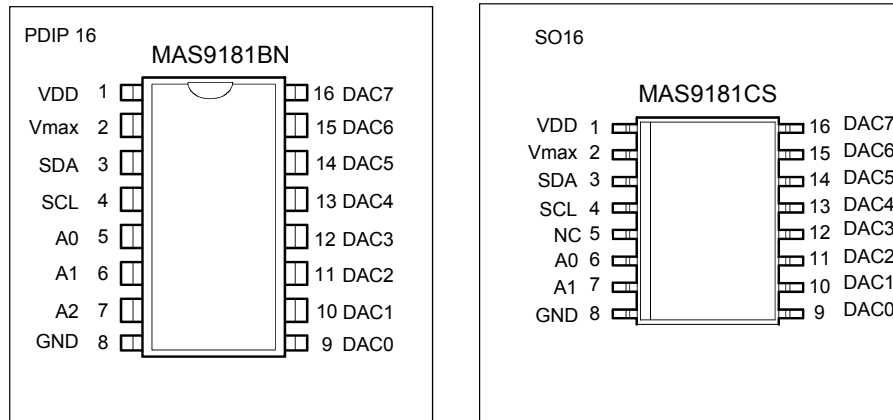 PDIP 16
MAS9181BN
VDD 1 16 DAC7
Vmax 2 15 DAC6
SDA 3 14 DAC5
SCL 4 13 DAC4
A0 5 12 DAC3
A1 6 11 DAC2
A2 7 10 DAC1
GND 8 9 DAC0
SO16
MAS9181CS
VDD 1 16 DAC7
Vmax 2 15 DAC6
SDA 3 14 DAC5
SCL 4 13 DAC4
NC 5 12 DAC3
A0 6 11 DAC2
A1 7 10 DAC1
GND 8 9 DAC0